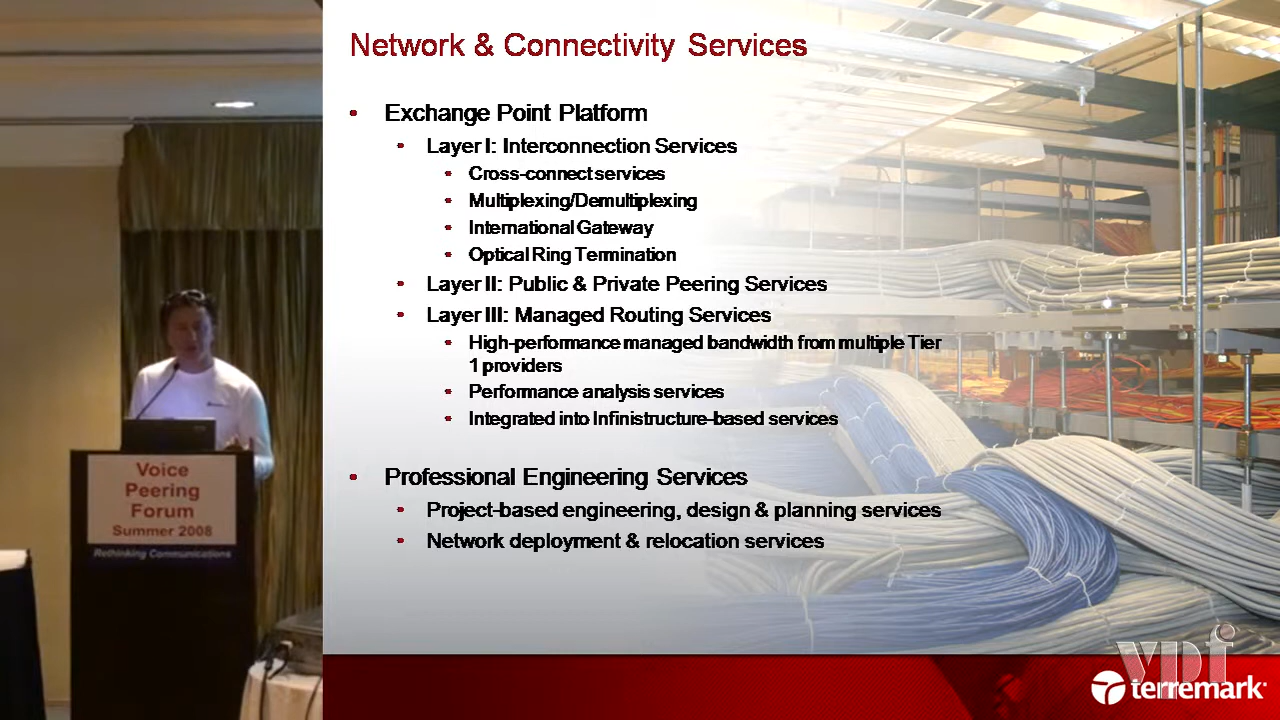 Network & Connectivity Services
• Exchange Point Platform
• Layer I: Interconnection Services
• Cross-connect services
• Multiplexing/Demultiplexing
• International Gateway
• Optical Ring Termination
• Layer II: Public & Private Peering Services
• Layer III: Managed Routing Services
• High-performance managed bandwidth from multiple Tier
1 providers
• Performance analysis services
• Integrated into Infinistructure-based services
• Professional Engineering Services
• Project-based engineering, design & planning services
• Network deployment & relocation services
Voice
Peering
Forum
Summer 2008
Rethinking Communications
vpf
terremark